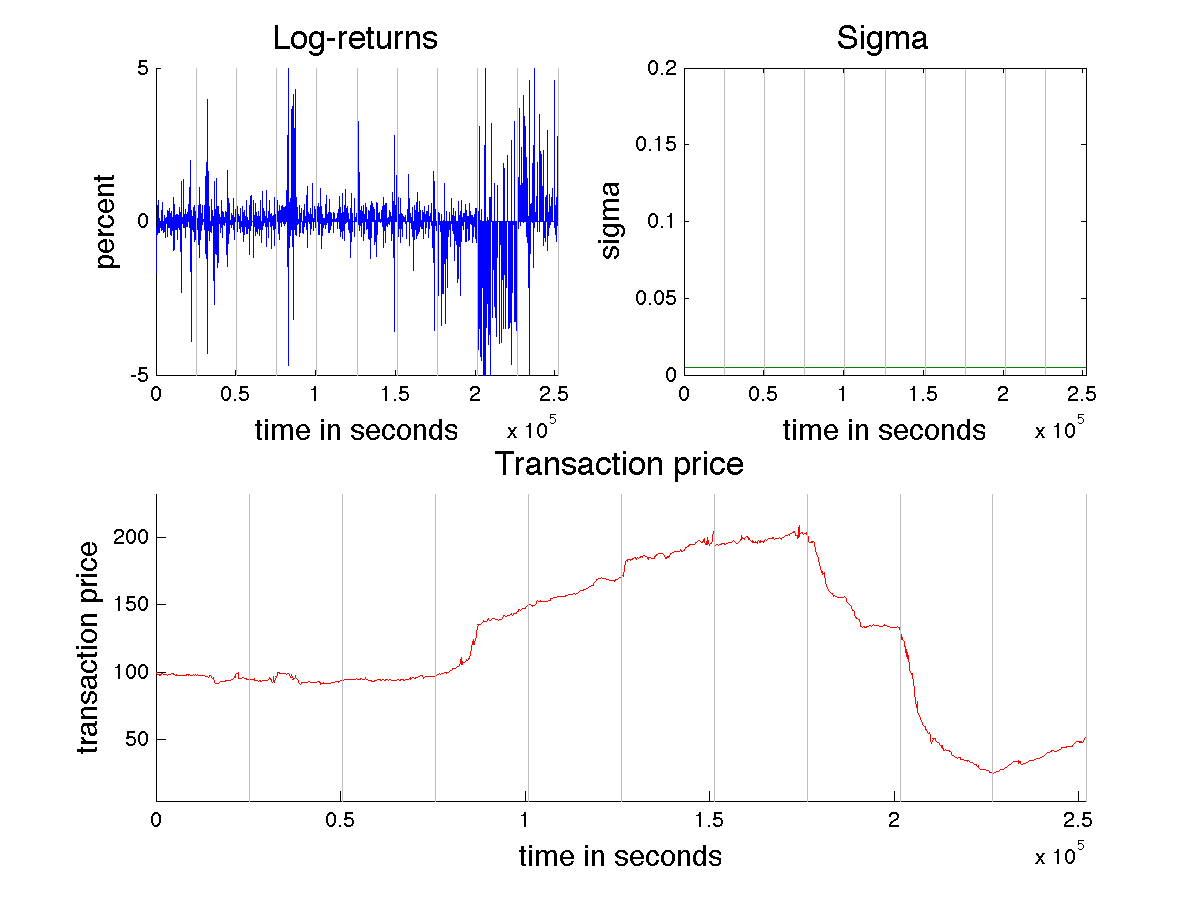 Log-returns
percent
5
0
-5
0 0.5 1 1.5 2 2.5
x 10^5
time in seconds
Sigma
sigma
0.2
0.15
0.1
0.05
0
0 0.5 1 1.5 2 2.5
x 10^5
time in seconds
Transaction price
transaction price
200
150
100
50
0 0.5 1 1.5 2 2.5
x 10^5
time in seconds